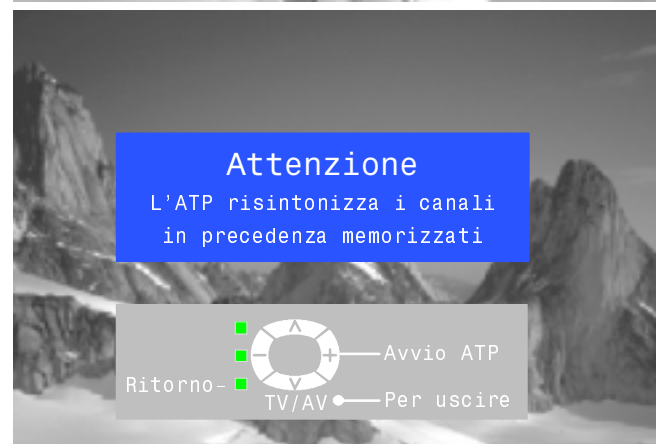 Attenzione
L'ATP risintonizza i canali
in precedenza memorizzati
Avvio ATP
Ritorno
TV/AV Per uscire